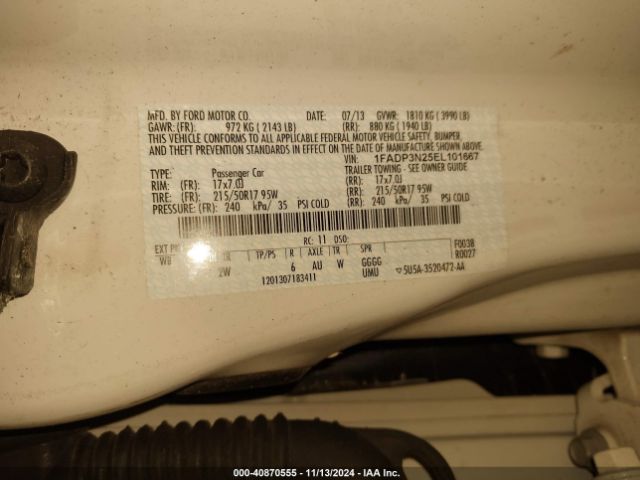 MFD. BY FORD MOTOR CO. DATE: 07/13 GVWR: 1810 KG (3990 LB)
GAWR: (FR): 972 KG (2143 LB) (RR): 880 KG (1940 LB)
THIS VEHICLE CONFORMS TO ALL APPLICABLE FEDERAL MOTOR VEHICLE SAFETY, BUMPER,
AND THEFT PREVENTION STANDARDS IN EFFECT ON THE DATE OF MANUFACTURE SHOWN ABOVE.
VIN: 1FADP3N25EL101667
TYPE: Passenger Car TRAILER TOWING - SEE OWNER GUIDE
RIM: (FR): 17x7.0J (RR): 17x7.0J
TIRE: (FR): 215/50R17 95W (RR): 215/50R17 95W
PRESSURE: (FR): 240 kPa/ 35 PSI COLD (RR): 240 kPa/ 35 PSI COLD
RC: 11 DSO: F0038
EXT TR TP/PS R AXLE TR SPR R0027
2W 6 AU W GGGG
UMU 5U5A-3520472-AA
1201307183411
000-40870555 - 11/13/2024 - IAA Inc.